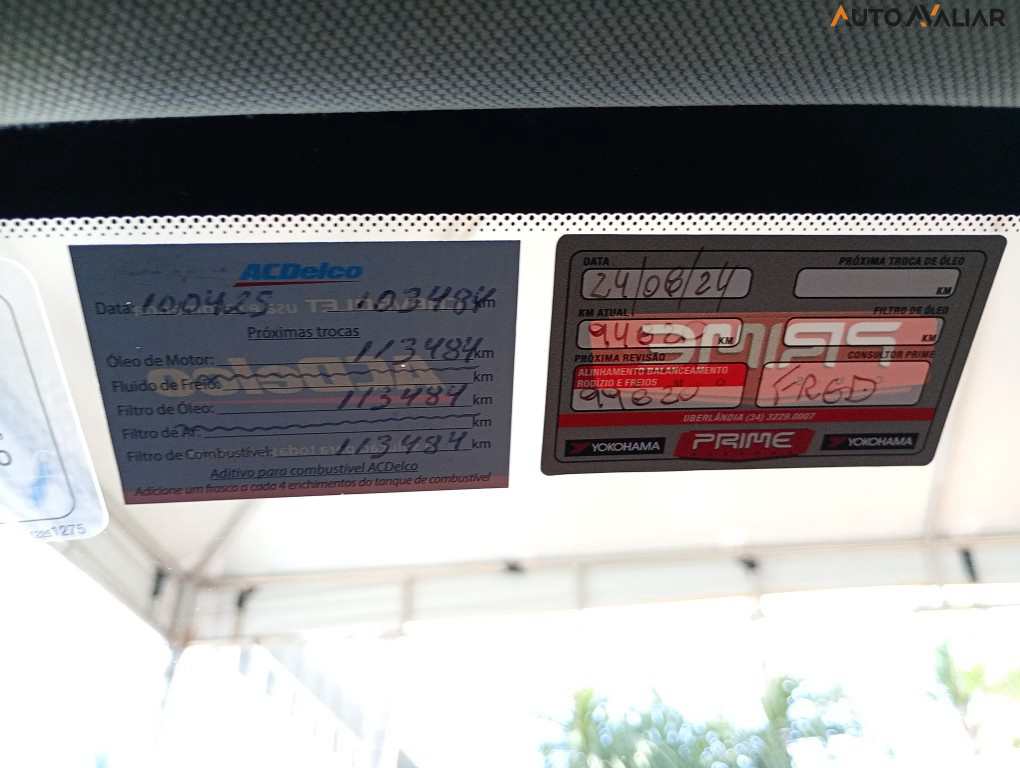 AUTOAVALIAR
ACDelco
Data: 10 04 25 103484 km
Próximas trocas
Óleo de Motor: 113484 km
Fluido de Freio: km
Filtro de Óleo: 113484 km
Filtro de Ar: km
Filtro de Combustível: 113484 km
Aditivo para combustível ACDelco
Adicione um frasco a cada 4 enchimentos do tanque de combustível
1275
DATA
24/06/24
PRÓXIMA TROCA DE ÓLEO
KM
KM ATUAL
KM
FILTRO DE ÓLEO
KM
PRÓXIMA REVISÃO
ALINHAMENTO BALANCEAMENTO
RODÍZIO E FREIOS
CONSULTOR PRIME
FRED
UBERLÂNDIA (34) 3229.0007
YOKOHAMA
PRIME
YOKOHAMA